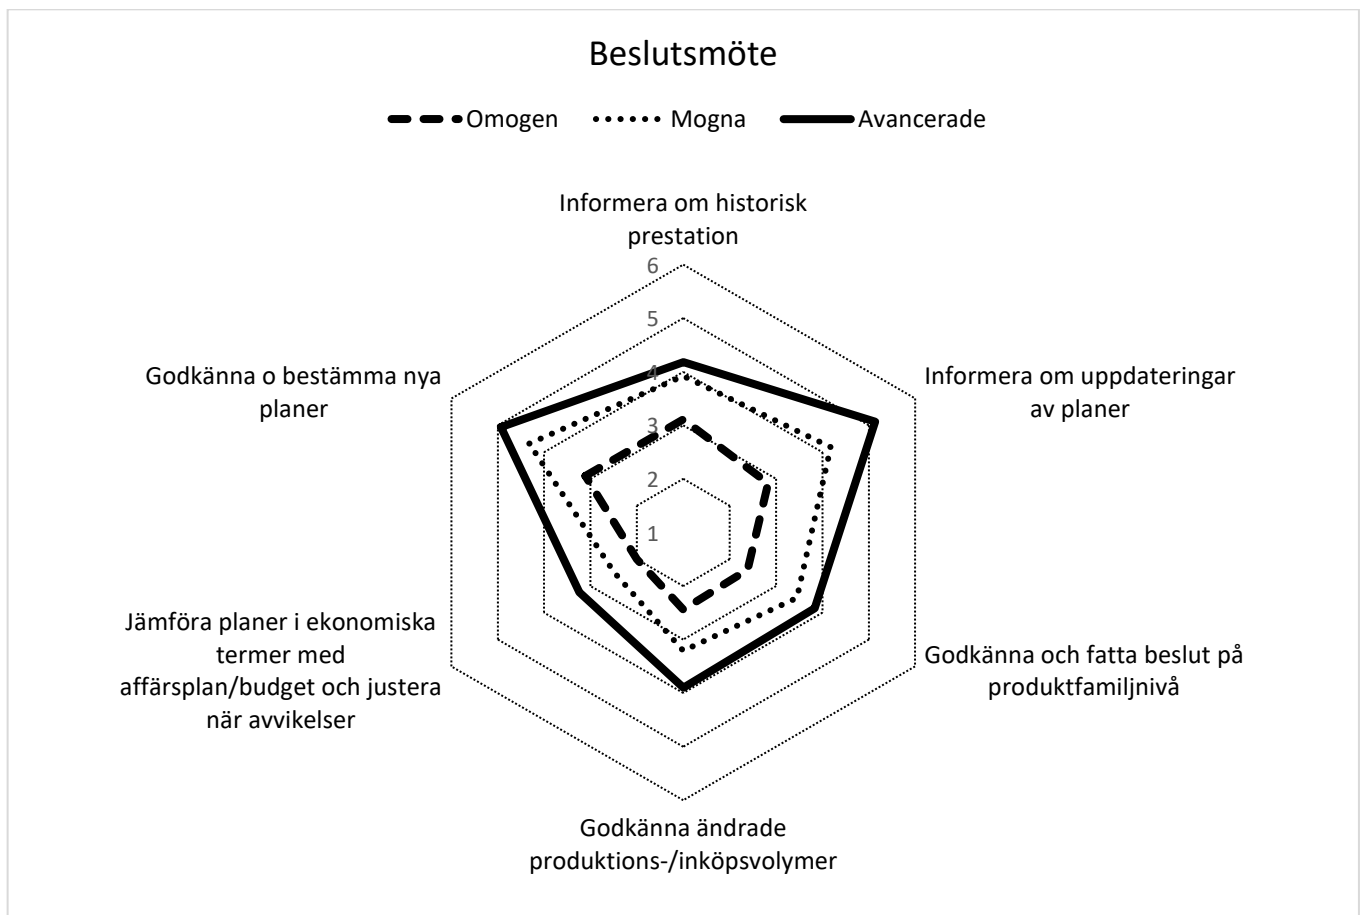 Beslutsmöte
Omogen Mogna Avancerade
Informera om historisk
prestation
6
5
4
3
2
1
Informera om uppdateringar
av planer
Godkänna och fatta beslut på
produktfamiljnivå
Godkänna ändrade
produktions-/inköpsvolymer
Jämföra planer i ekonomiska
termer med
affärsplan/budget och justera
när avvikelser
Godkänna o bestämma nya
planer